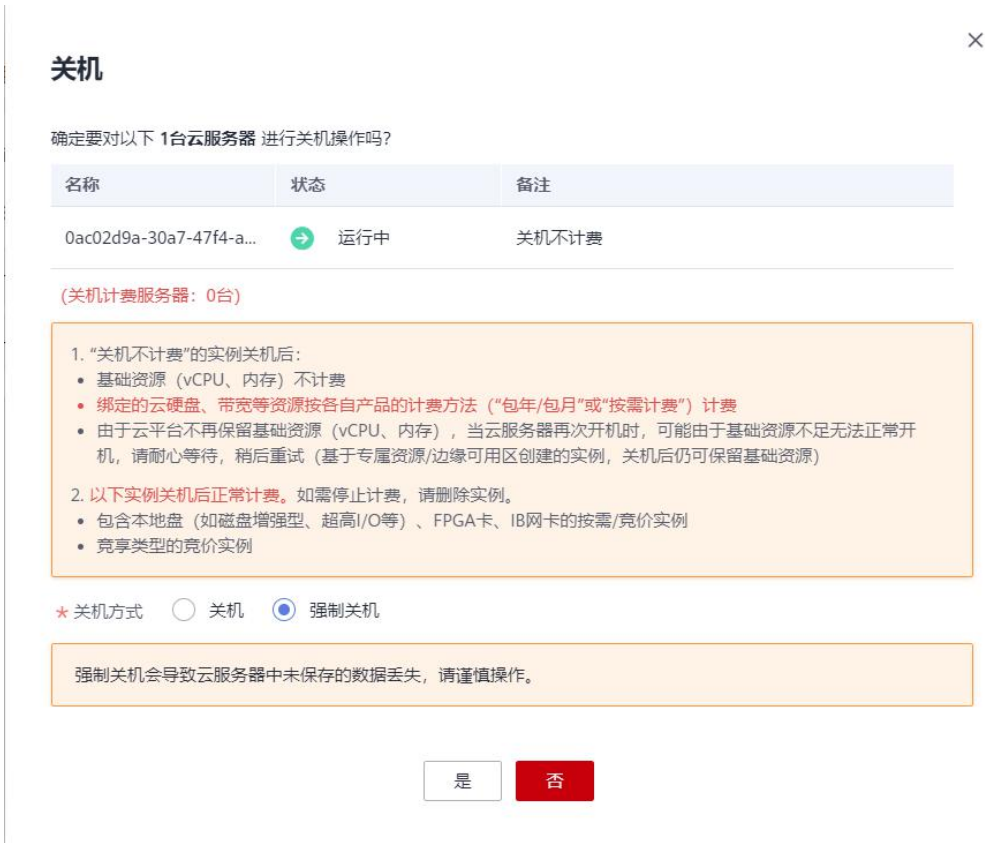 关机
确定要对以下 1台云服务器 进行关机操作吗?
名称 状态 备注
0ac02d9a-30a7-47f4-a... 运行中 关机不计费
(关机计费服务器：0台)
1. “关机不计费”的实例关机后：
• 基础资源（vCPU、内存）不计费
• 绑定的云硬盘、带宽等资源按各自产品的计费方法（“包年/包月”或“按需计费”）计费
• 由于云平台不再保留基础资源（vCPU、内存），当云服务器再次开机时，可能由于基础资源不足无法正常开
机，请耐心等待，稍后重试（基于专属资源/边缘可用区创建的实例，关机后仍可保留基础资源）
2. 以下实例关机后正常计费。如需停止计费，请删除实例。
• 包含本地盘（如磁盘增强型、超高I/O等）、FPGA卡、IB网卡的按需/竞价实例
• 竞享类型的竞价实例
* 关机方式 关机 强制关机
强制关机会导致云服务器中未保存的数据丢失，请谨慎操作。
是 否